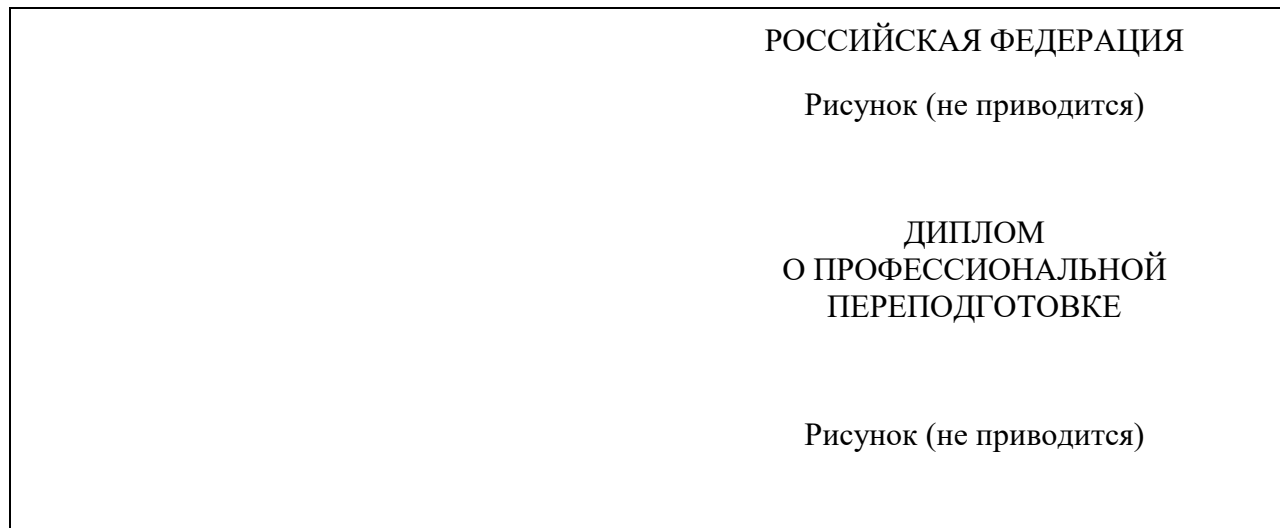 РОССИЙСКАЯ ФЕДЕРАЦИЯ
Рисунок (не приводится)
ДИПЛОМ
О ПРОФЕССИОНАЛЬНОЙ
ПЕРЕПОДГОТОВКЕ
Рисунок (не приводится)